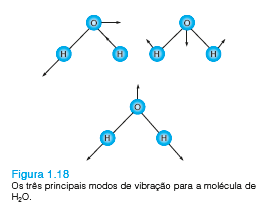 O
O
H
H
H
H
O
H
H
Figura 1.18
Os três principais modos de vibração para a molécula de
H₂O.